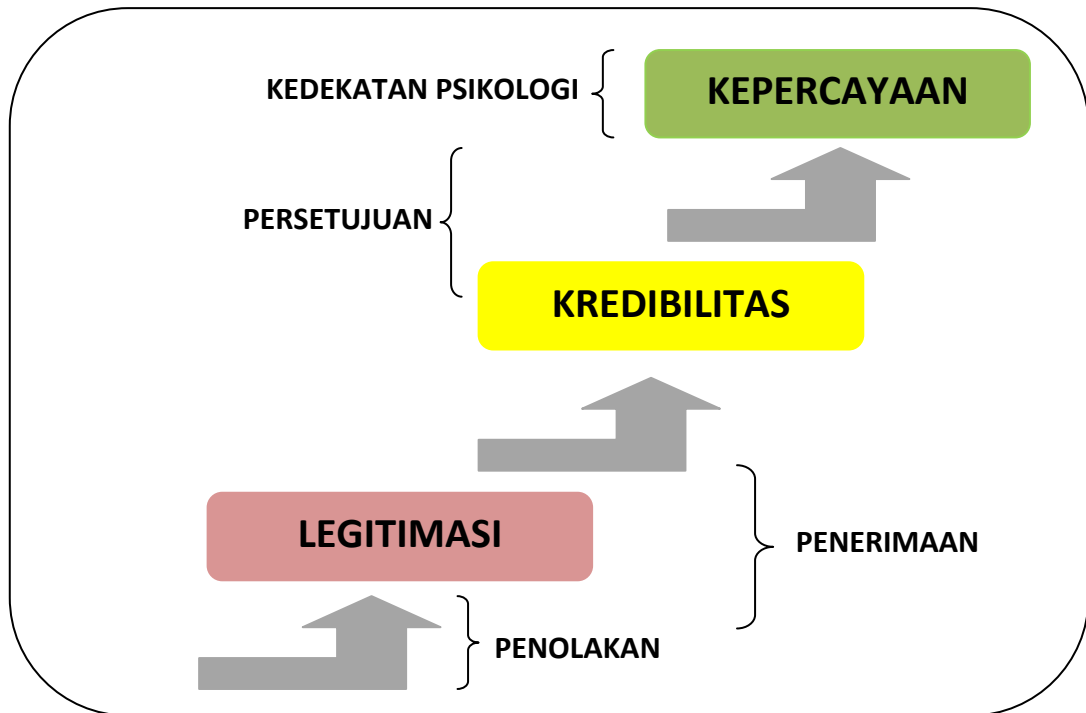 KEDEKATAN PSIKOLOGI
KEPERCAYAAN
PERSETUJUAN
KREDIBILITAS
LEGITIMASI
PENERIMAAN
PENOLAKAN